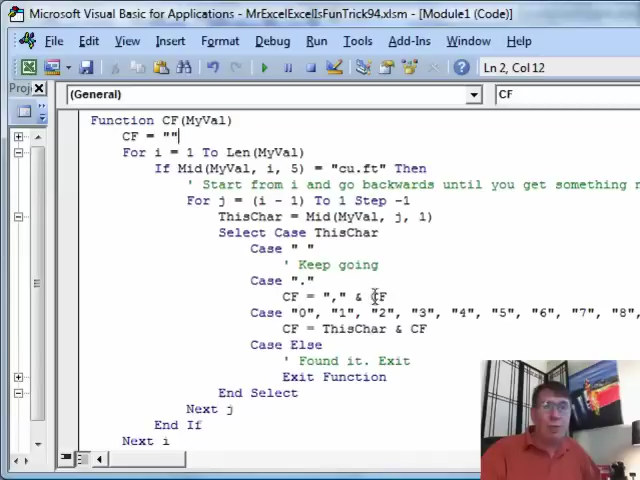 Microsoft Visual Basic for Applications - MrExcelExcelIsFunTrick94.xlsm - [Module1 (Code)]
File Edit View Insert Format Debug Run Tools Add-Ins Window Help
Ln 2, Col 12
Proj
(General) CF
Function CF(MyVal)
CF = ""
For i = 1 To Len(MyVal)
If Mid(MyVal, i, 5) = "cu.ft" Then
' Start from i and go backwards until you get something n
For j = (i - 1) To 1 Step -1
ThisChar = Mid(MyVal, j, 1)
Select Case ThisChar
Case " "
' Keep going
Case "."
CF = "," & CF
Case "0", "1", "2", "3", "4", "5", "6", "7", "8",
CF = ThisChar & CF
Case Else
' Found it. Exit
Exit Function
End Select
Next j
End If
Next i